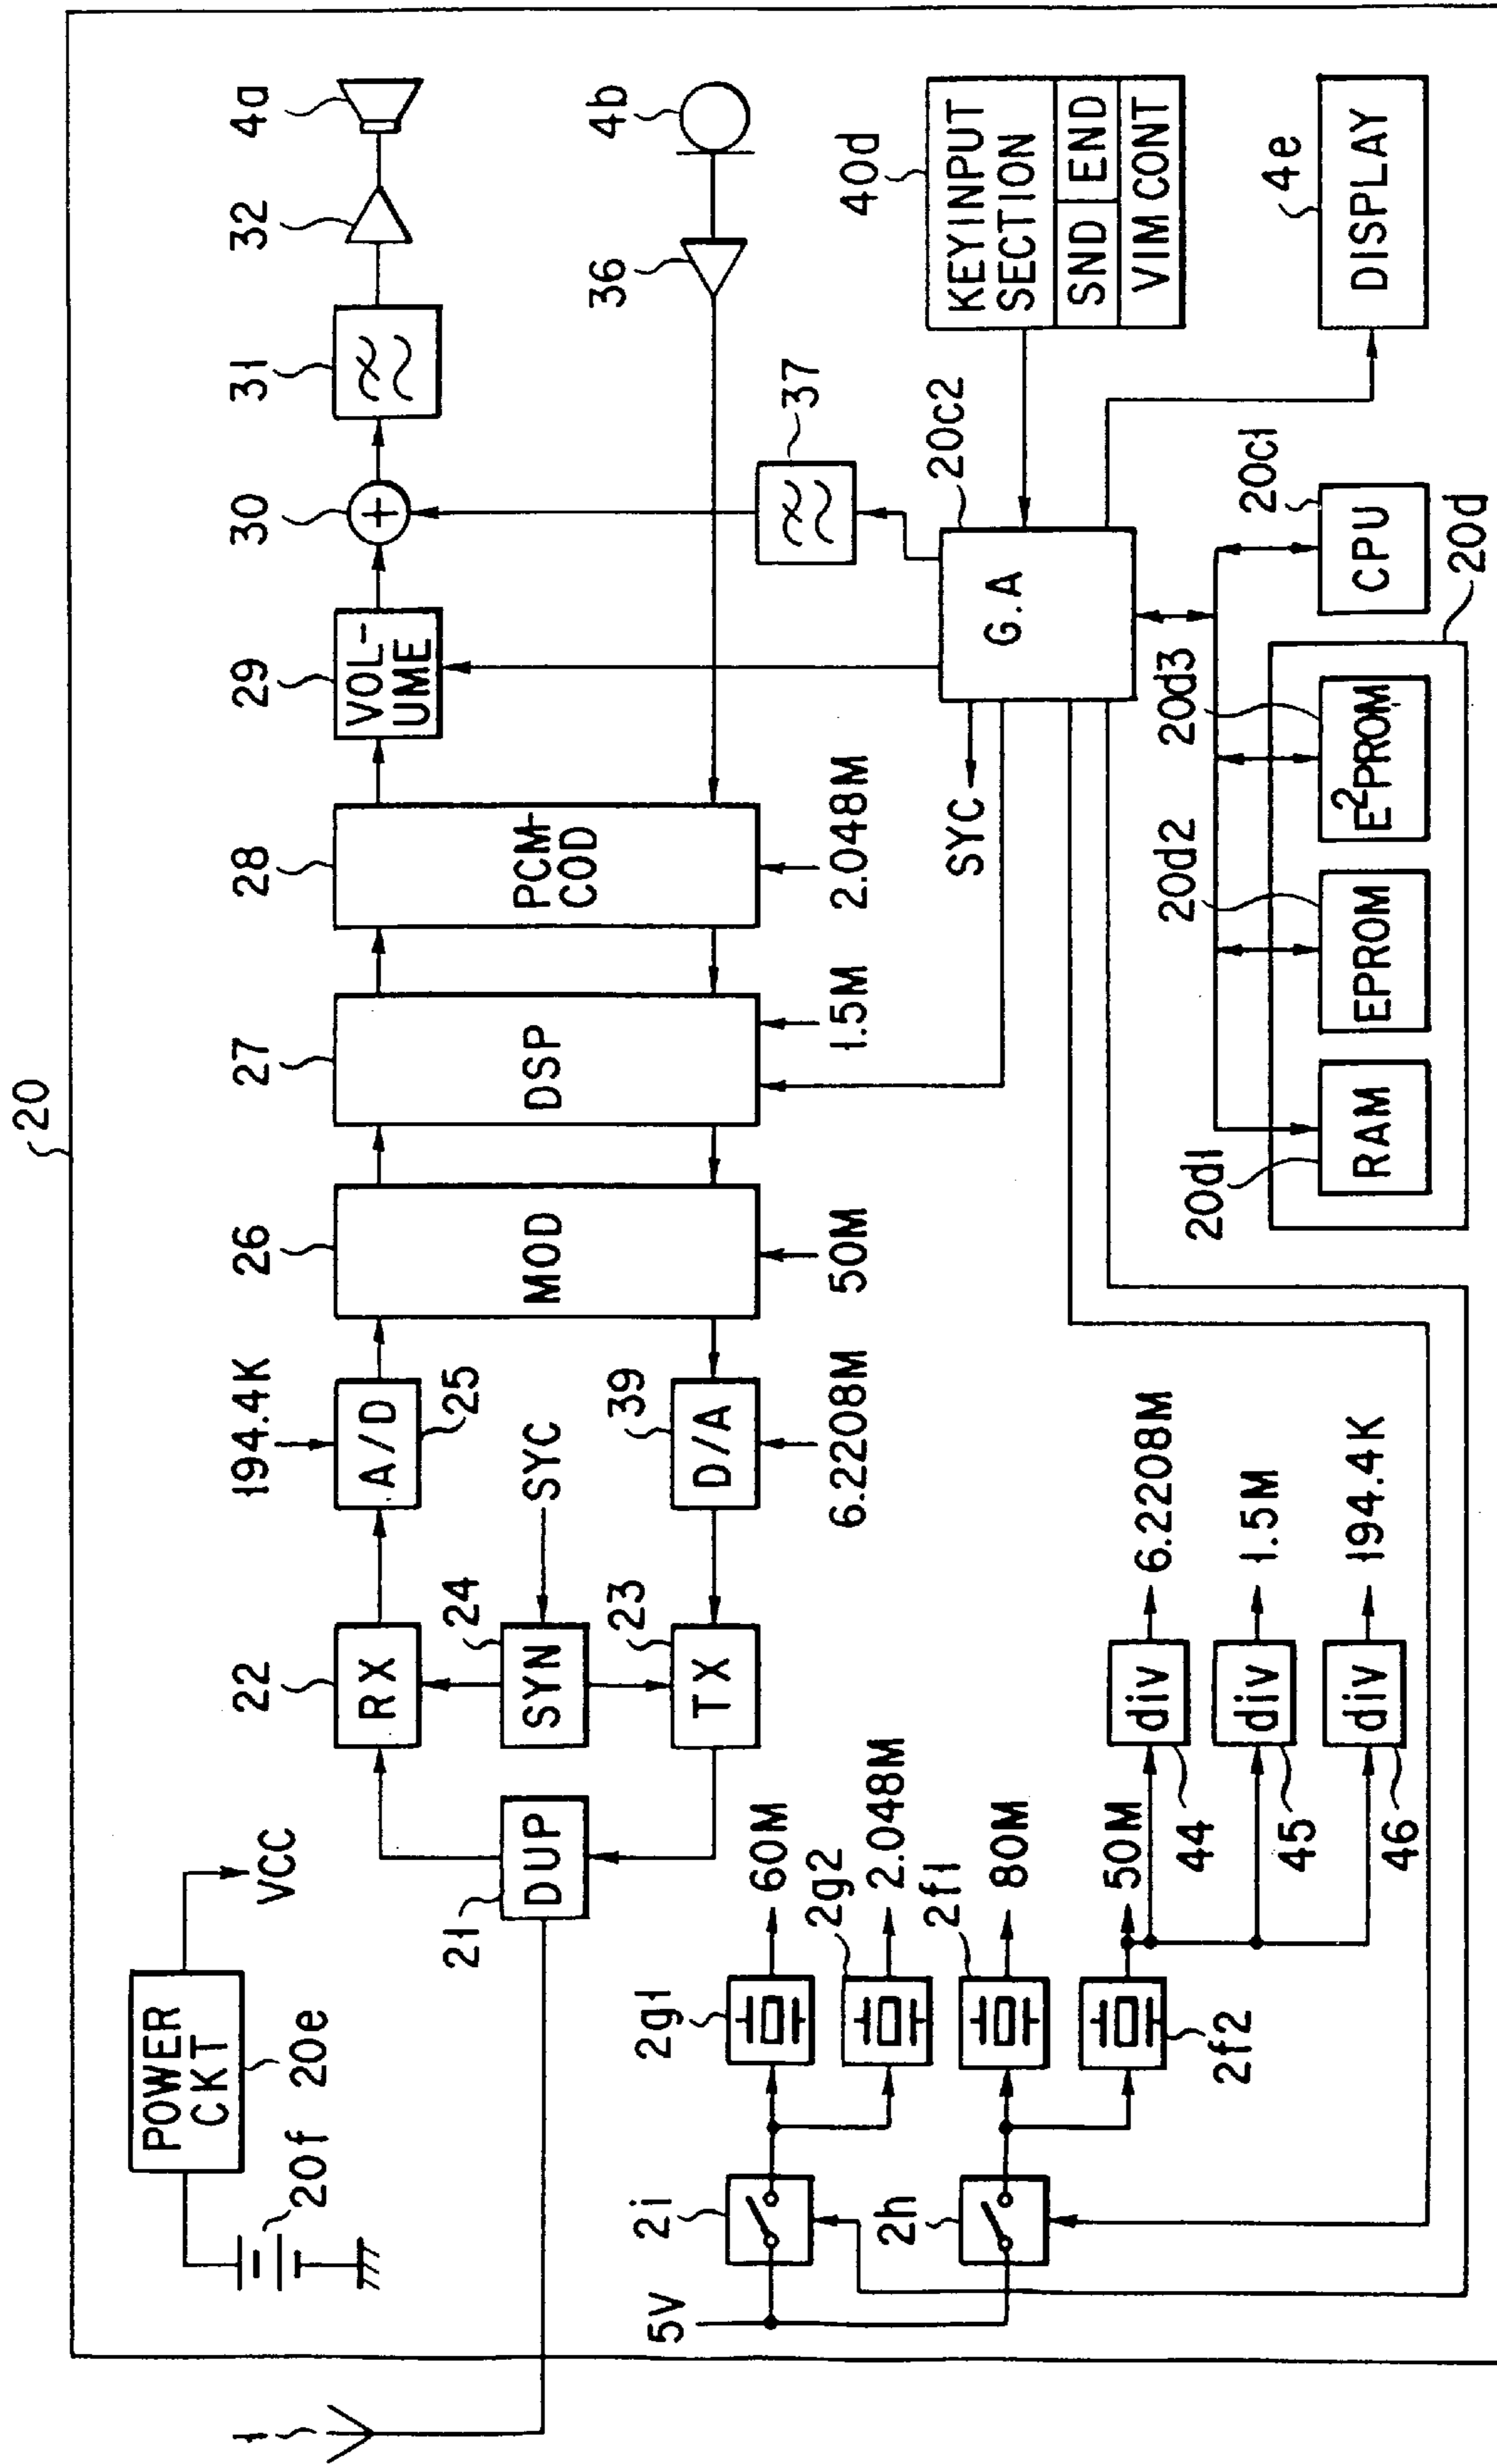 20
1
POWER
CKT
20e
20f
VCC
21
DUP
22
RX
24
SYN
SYC
23
TX
194.4K
A/D
25
39
D/A
6.2208M
26
MOD
50M
27
DSP
1.5M
28
PCM-
COD
2.048M
29
VOL-
UME
30
+
31
32
4a
4b
36
37
SYC
20c2
G.A
40d
KEYINPUT
SECTION
SND
END
VIM CONT
4e
DISPLAY
20c1
CPU
20d
20d3
E²PROM
20d2
EPROM
20d1
RAM
5V
2i
2h
2g1
60M
2g2
2.048M
2f1
80M
2f2
50M
div
44
6.2208M
div
45
1.5M
div
46
194.4K